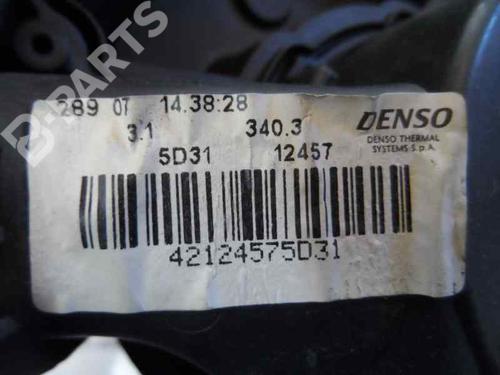 B-PARTS
289 07 14.38:28
3.1 340.3
DENSO
DENSO THERMAL
SYSTEMS S.p.A.
5D31 12457
42124575D31